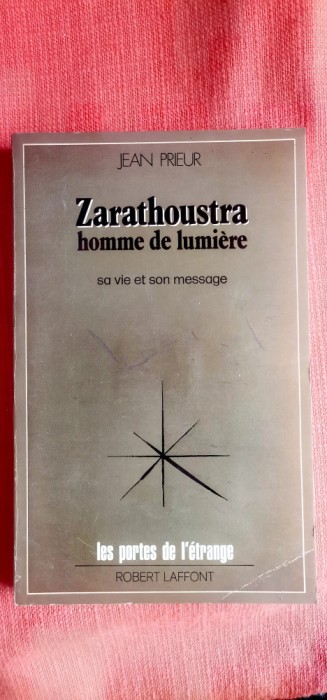 JEAN PRIEUR
Zarathoustra
homme de lumière
sa vie et son message
les portes de l'étrange
ROBERT LAFFONT